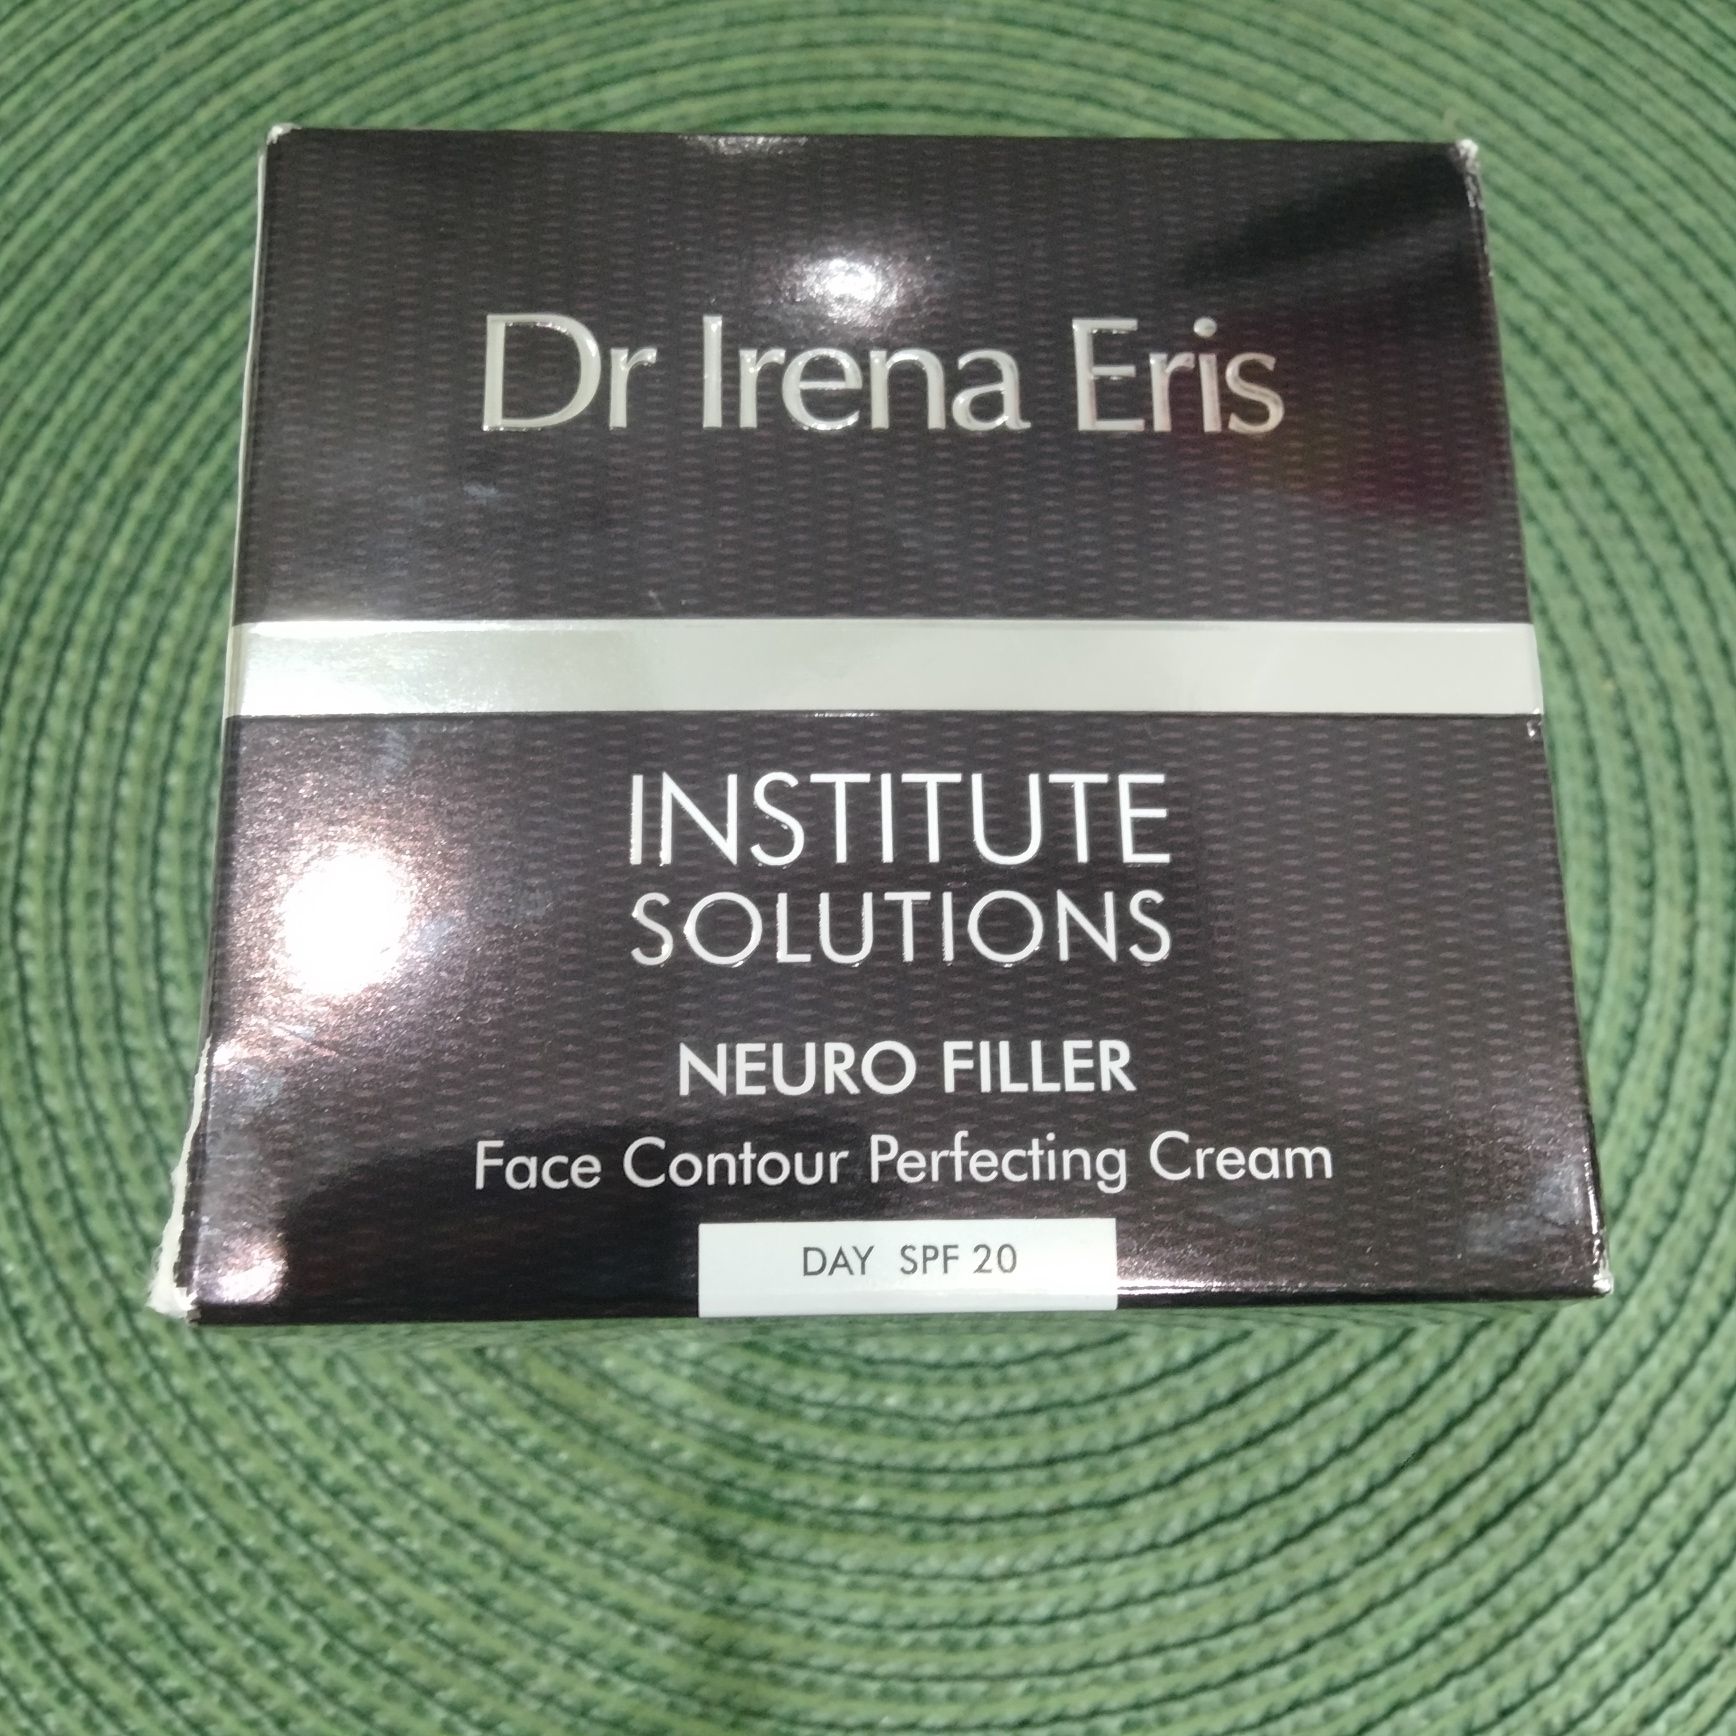 Dr Irena Eris
INSTITUTE
SOLUTIONS
NEURO FILLER
Face Contour Perfecting Cream
DAY SPF 20